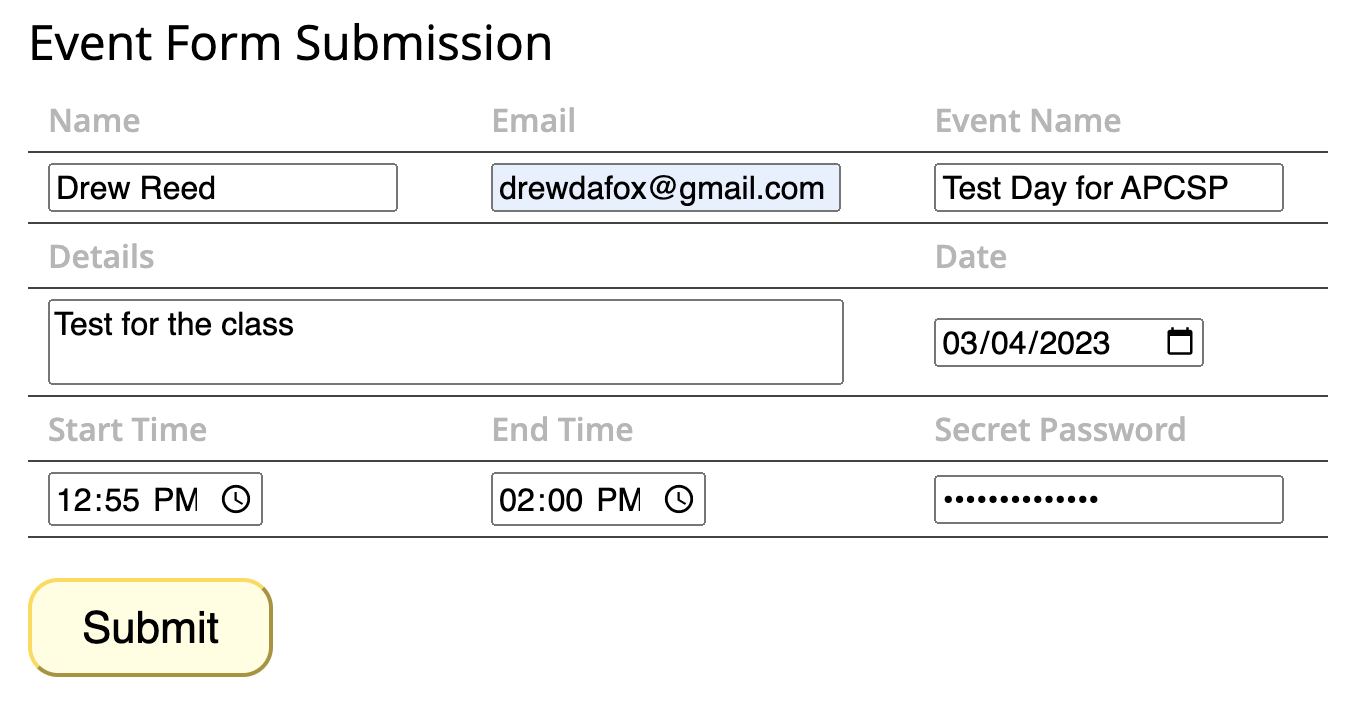 Event Form Submission
Name Email Event Name
Drew Reed drewdafox@gmail.com Test Day for APCSP
Details Date
Test for the class 03/04/2023
Start Time End Time Secret Password
12:55 PM 02:00 PM ••••••••••••••
Submit